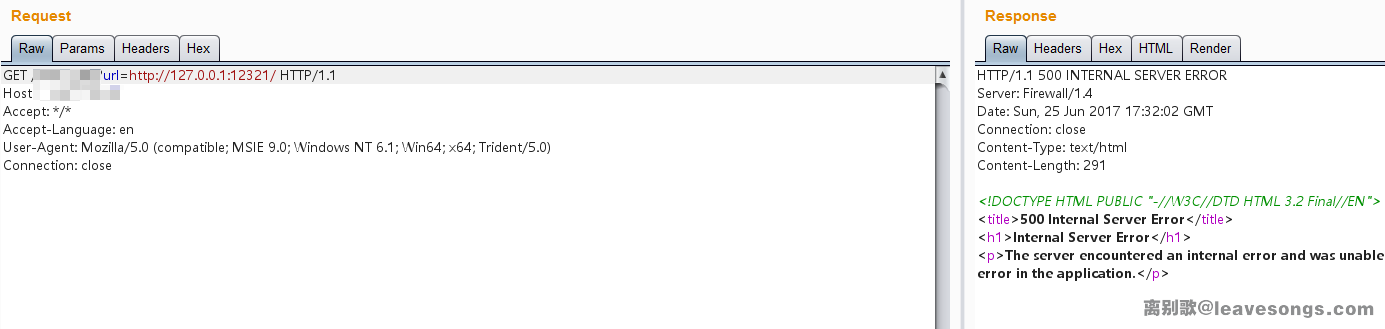 Request
Raw Params Headers Hex
GET / ?url=http://127.0.0.1:12321/ HTTP/1.1
Host
Accept: */*
Accept-Language: en
User-Agent: Mozilla/5.0 (compatible; MSIE 9.0; Windows NT 6.1; Win64; x64; Trident/5.0)
Connection: close
Response
Raw Headers Hex HTML Render
HTTP/1.1 500 INTERNAL SERVER ERROR
Server: Firewall/1.4
Date: Sun, 25 Jun 2017 17:32:02 GMT
Connection: close
Content-Type: text/html
Content-Length: 291
<!DOCTYPE HTML PUBLIC "-//W3C//DTD HTML 3.2 Final//EN">
<title>500 Internal Server Error</title>
<h1>Internal Server Error</h1>
<p>The server encountered an internal error and was unable
error in the application.</p>
离别歌@leavesongs.com